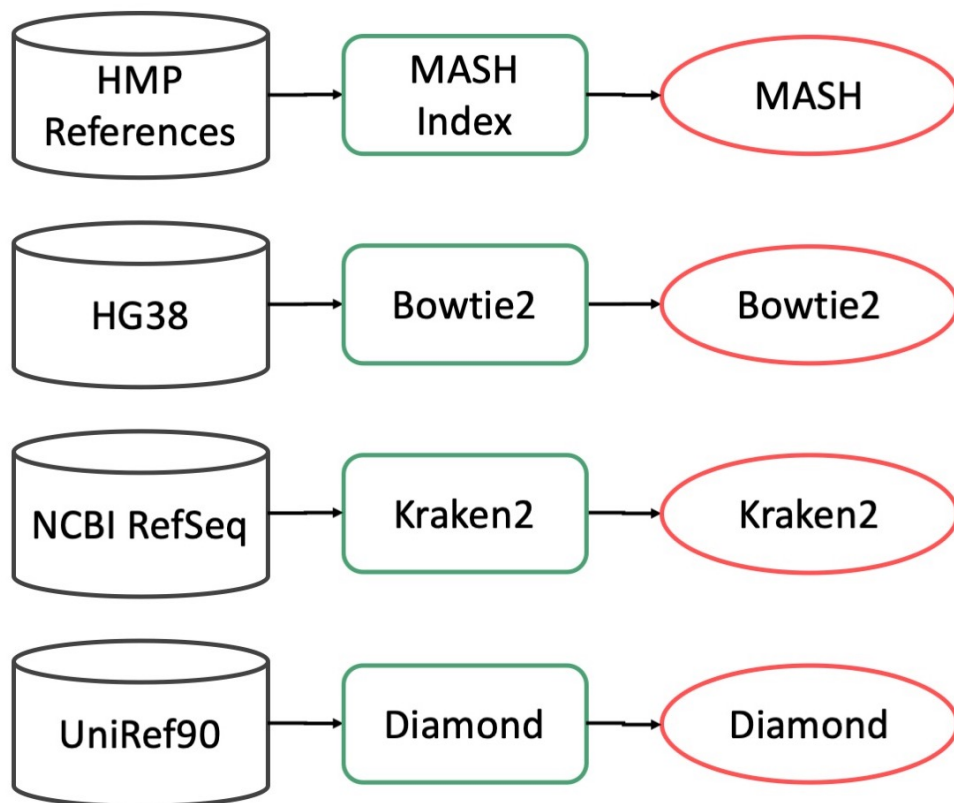 HMP
References
MASH
Index
MASH
HG38
Bowtie2
Bowtie2
NCBI RefSeq
Kraken2
Kraken2
UniRef90
Diamond
Diamond